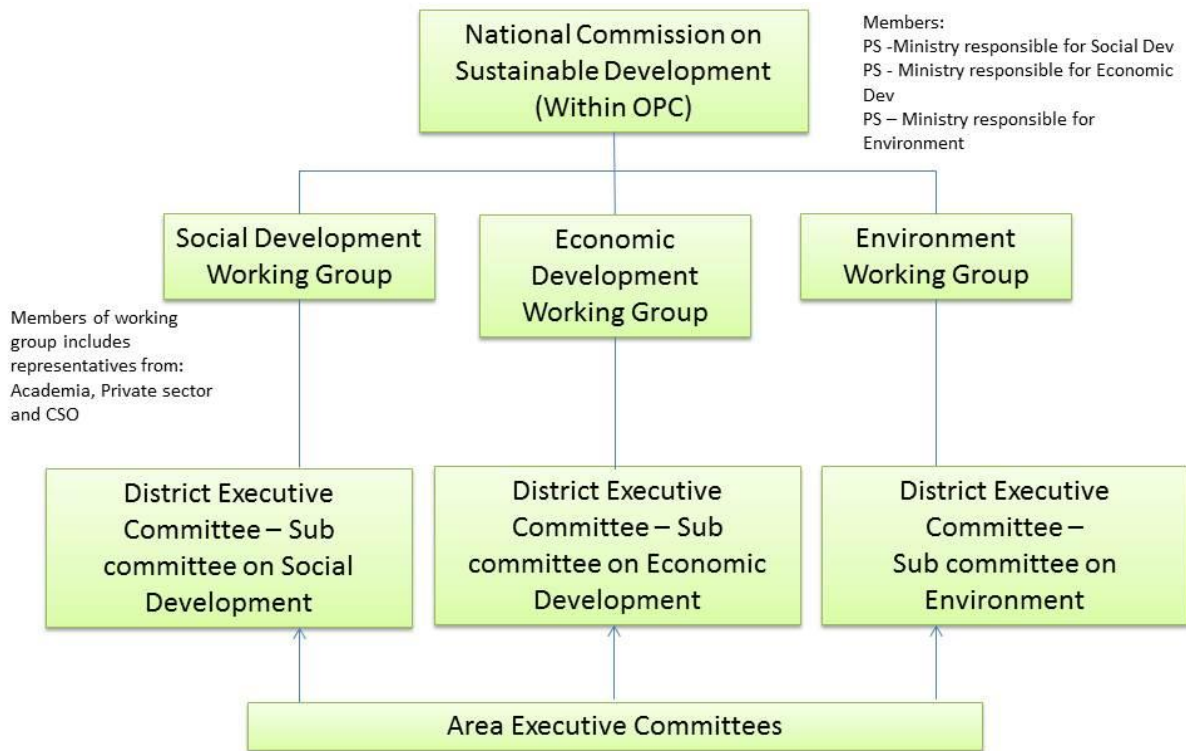 National Commission on
Sustainable Development
(Within OPC)
Members:
PS -Ministry responsible for Social Dev
PS - Ministry responsible for Economic
Dev
PS – Ministry responsible for
Environment
Social Development
Working Group
Economic
Development
Working Group
Environment
Working Group
Members of working
group includes
representatives from:
Academia, Private sector
and CSO
District Executive
Committee – Sub
committee on Social
Development
District Executive
Committee – Sub
committee on Economic
Development
District Executive
Committee –
Sub committee on
Environment
Area Executive Committees